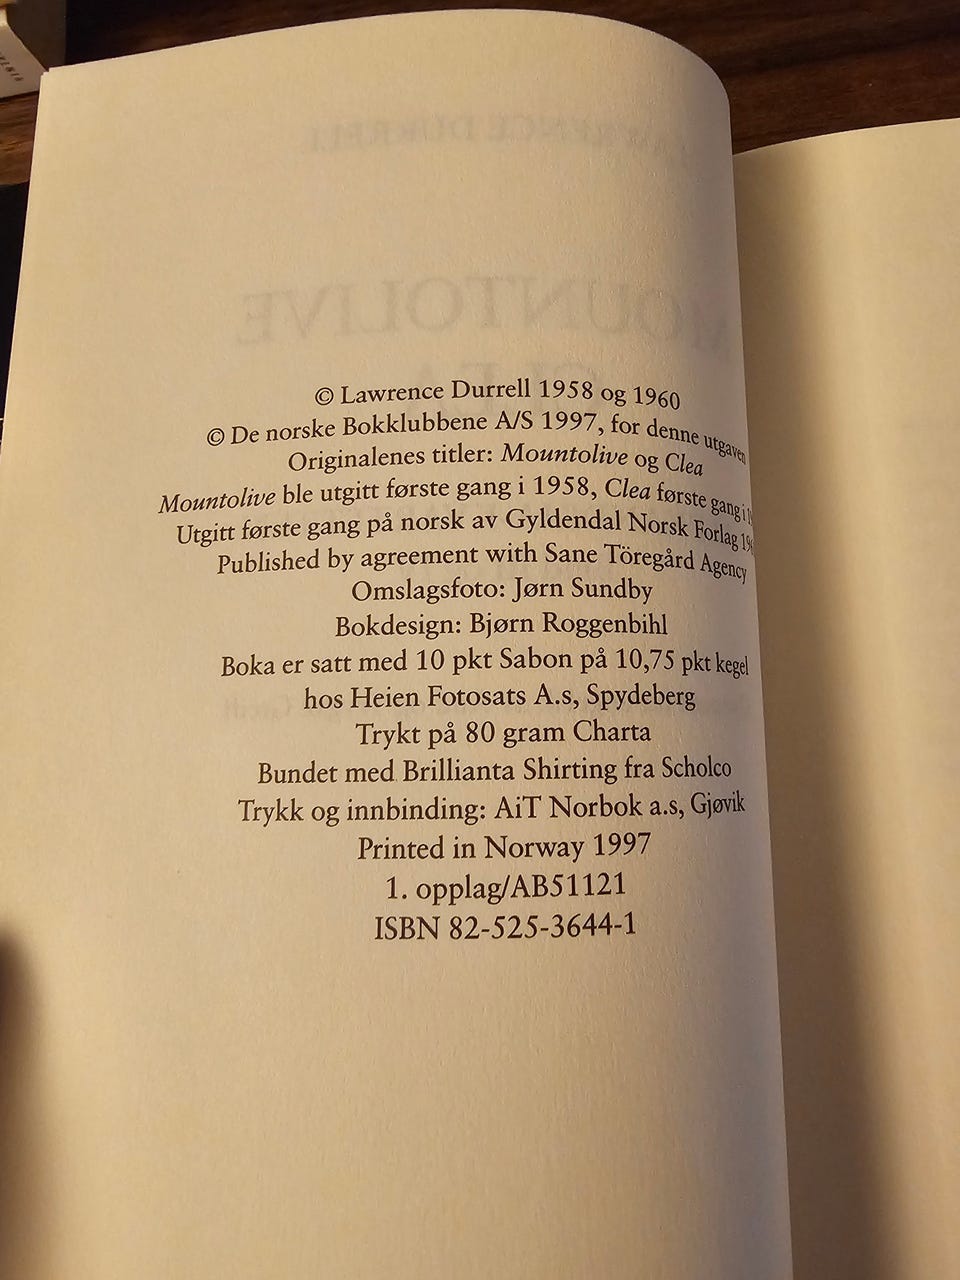 © Lawrence Durrell 1958 og 1960
© De norske Bokklubbene A/S 1997, for denne utgaven
Originalenes titler: Mountolive og Clea
Mountolive ble utgitt første gang i 1958, Clea første gang i
Utgitt første gang på norsk av Gyldendal Norsk Forlag
Published by agreement with Sane Töregård Agency
Omslagsfoto: Jørn Sundby
Bokdesign: Bjørn Roggenbihl
Boka er satt med 10 pkt Sabon på 10,75 pkt kegel
hos Heien Fotosats A.s, Spydeberg
Trykt på 80 gram Charta
Bundet med Brillianta Shirting fra Scholco
Trykk og innbinding: AiT Norbok a.s, Gjøvik
Printed in Norway 1997
1. opplag/AB51121
ISBN 82-525-3644-1